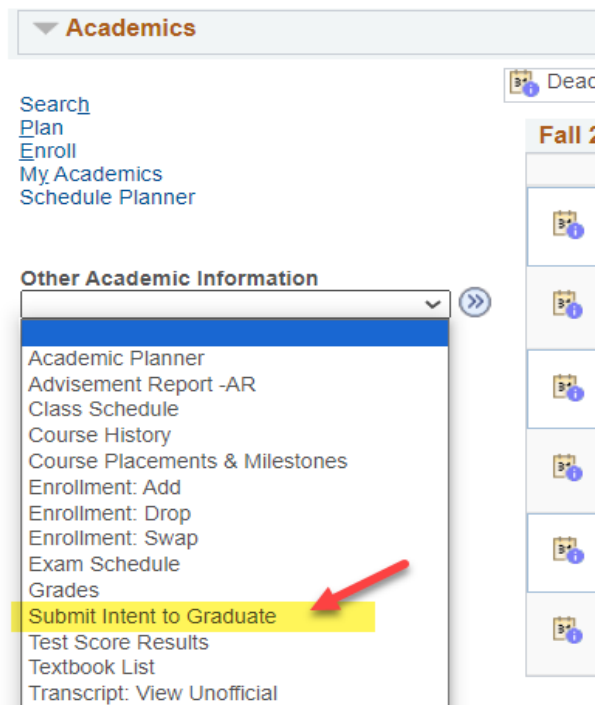 Academics
Deac
Search
Plan
Enroll
My Academics
Schedule Planner
Fall 2
Other Academic Information
Academic Planner
Advisement Report -AR
Class Schedule
Course History
Course Placements & Milestones
Enrollment: Add
Enrollment: Drop
Enrollment: Swap
Exam Schedule
Grades
Submit Intent to Graduate
Test Score Results
Textbook List
Transcript: View Unofficial